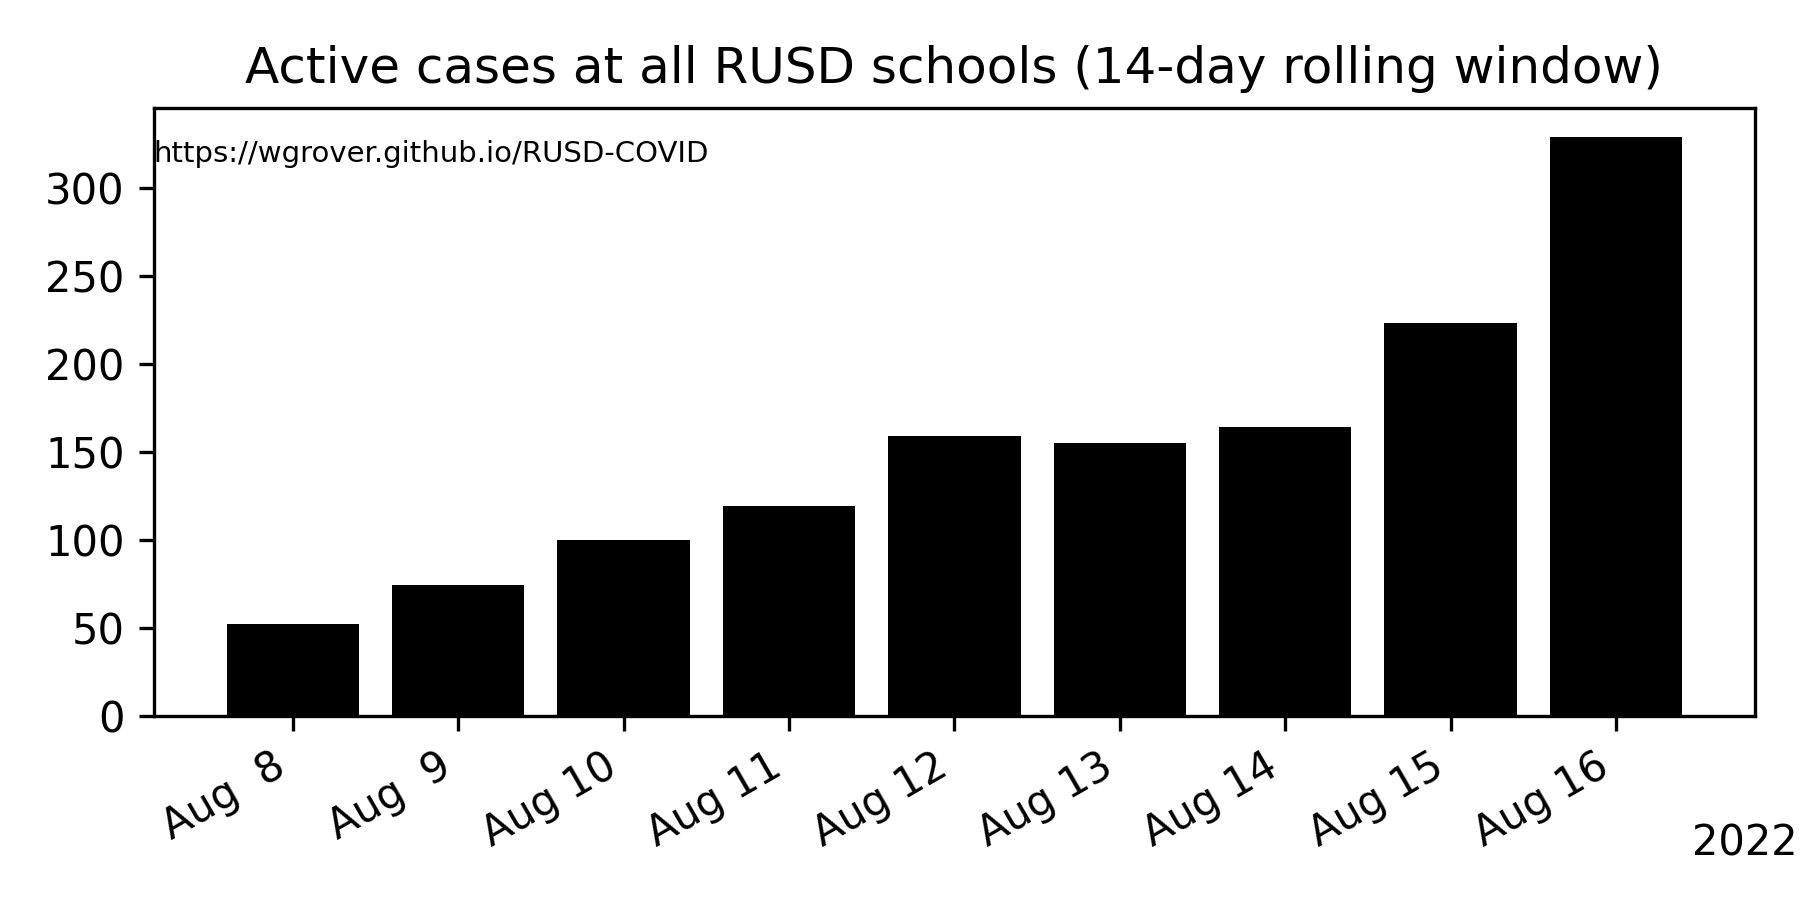 Active cases at all RUSD schools (14-day rolling window)
https://wgrover.github.io/RUSD-COVID
300
250
200
150
100
50
0
Aug  8
Aug  9
Aug 10
Aug 11
Aug 12
Aug 13
Aug 14
Aug 15
Aug 16
2022